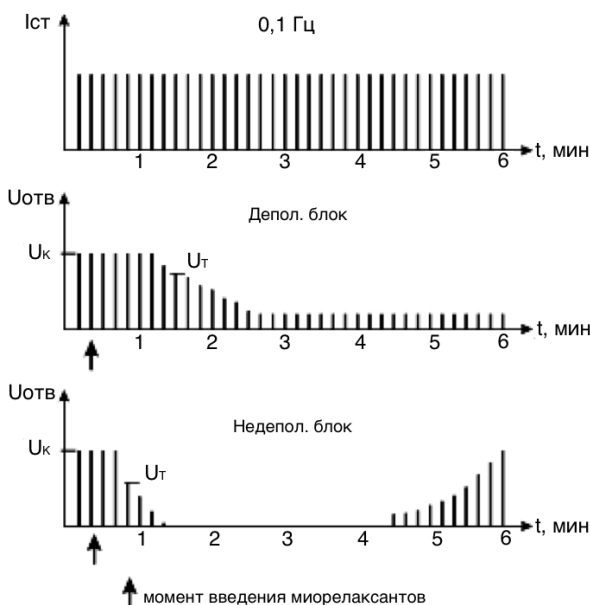 Iст
0,1 Гц
1 2 3 4 5 6
t, мин
Uотв
Депол. блок
Uк
Uт
1 2 3 4 5 6
t, мин
Uотв
Недепол. блок
Uк
Uт
1 2 3 4 5 6
t, мин
момент введения миорелаксантов